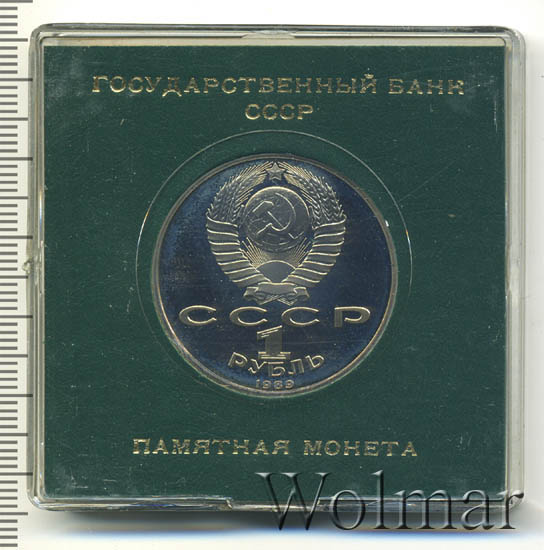 ГОСУДАРСТВЕННЫЙ БАНК
СССР
СССР
1
РУБЛЬ
1989
ПАМЯТНАЯ МОНЕТА
Wolmar